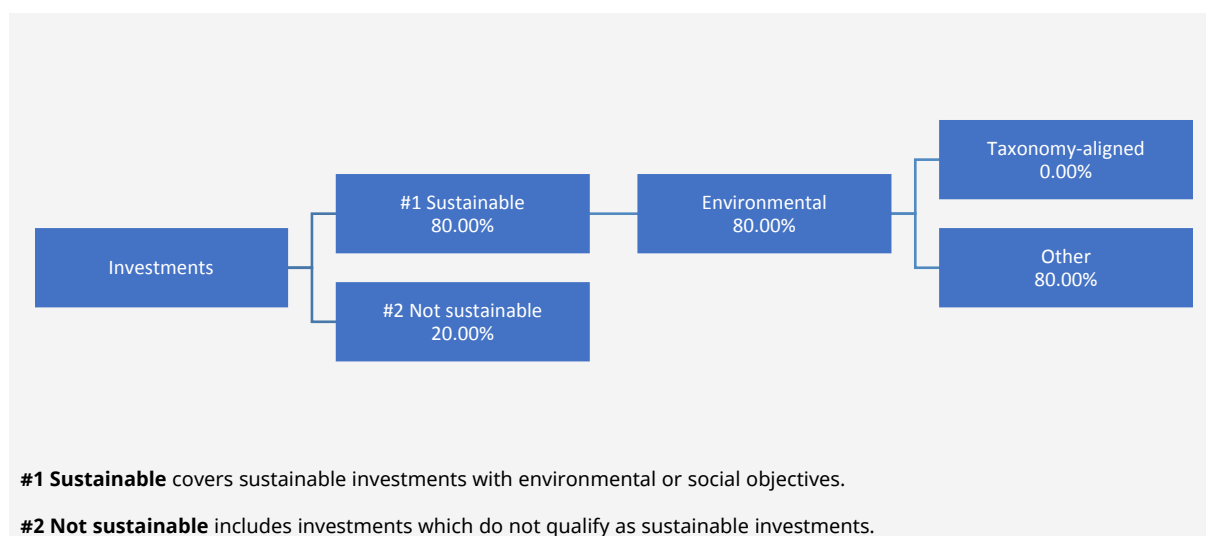 Investments
#1 Sustainable
80.00%
#2 Not sustainable
20.00%
Environmental
80.00%
Taxonomy-aligned
0.00%
Other
80.00%
#1 Sustainable covers sustainable investments with environmental or social objectives.
#2 Not sustainable includes investments which do not qualify as sustainable investments.